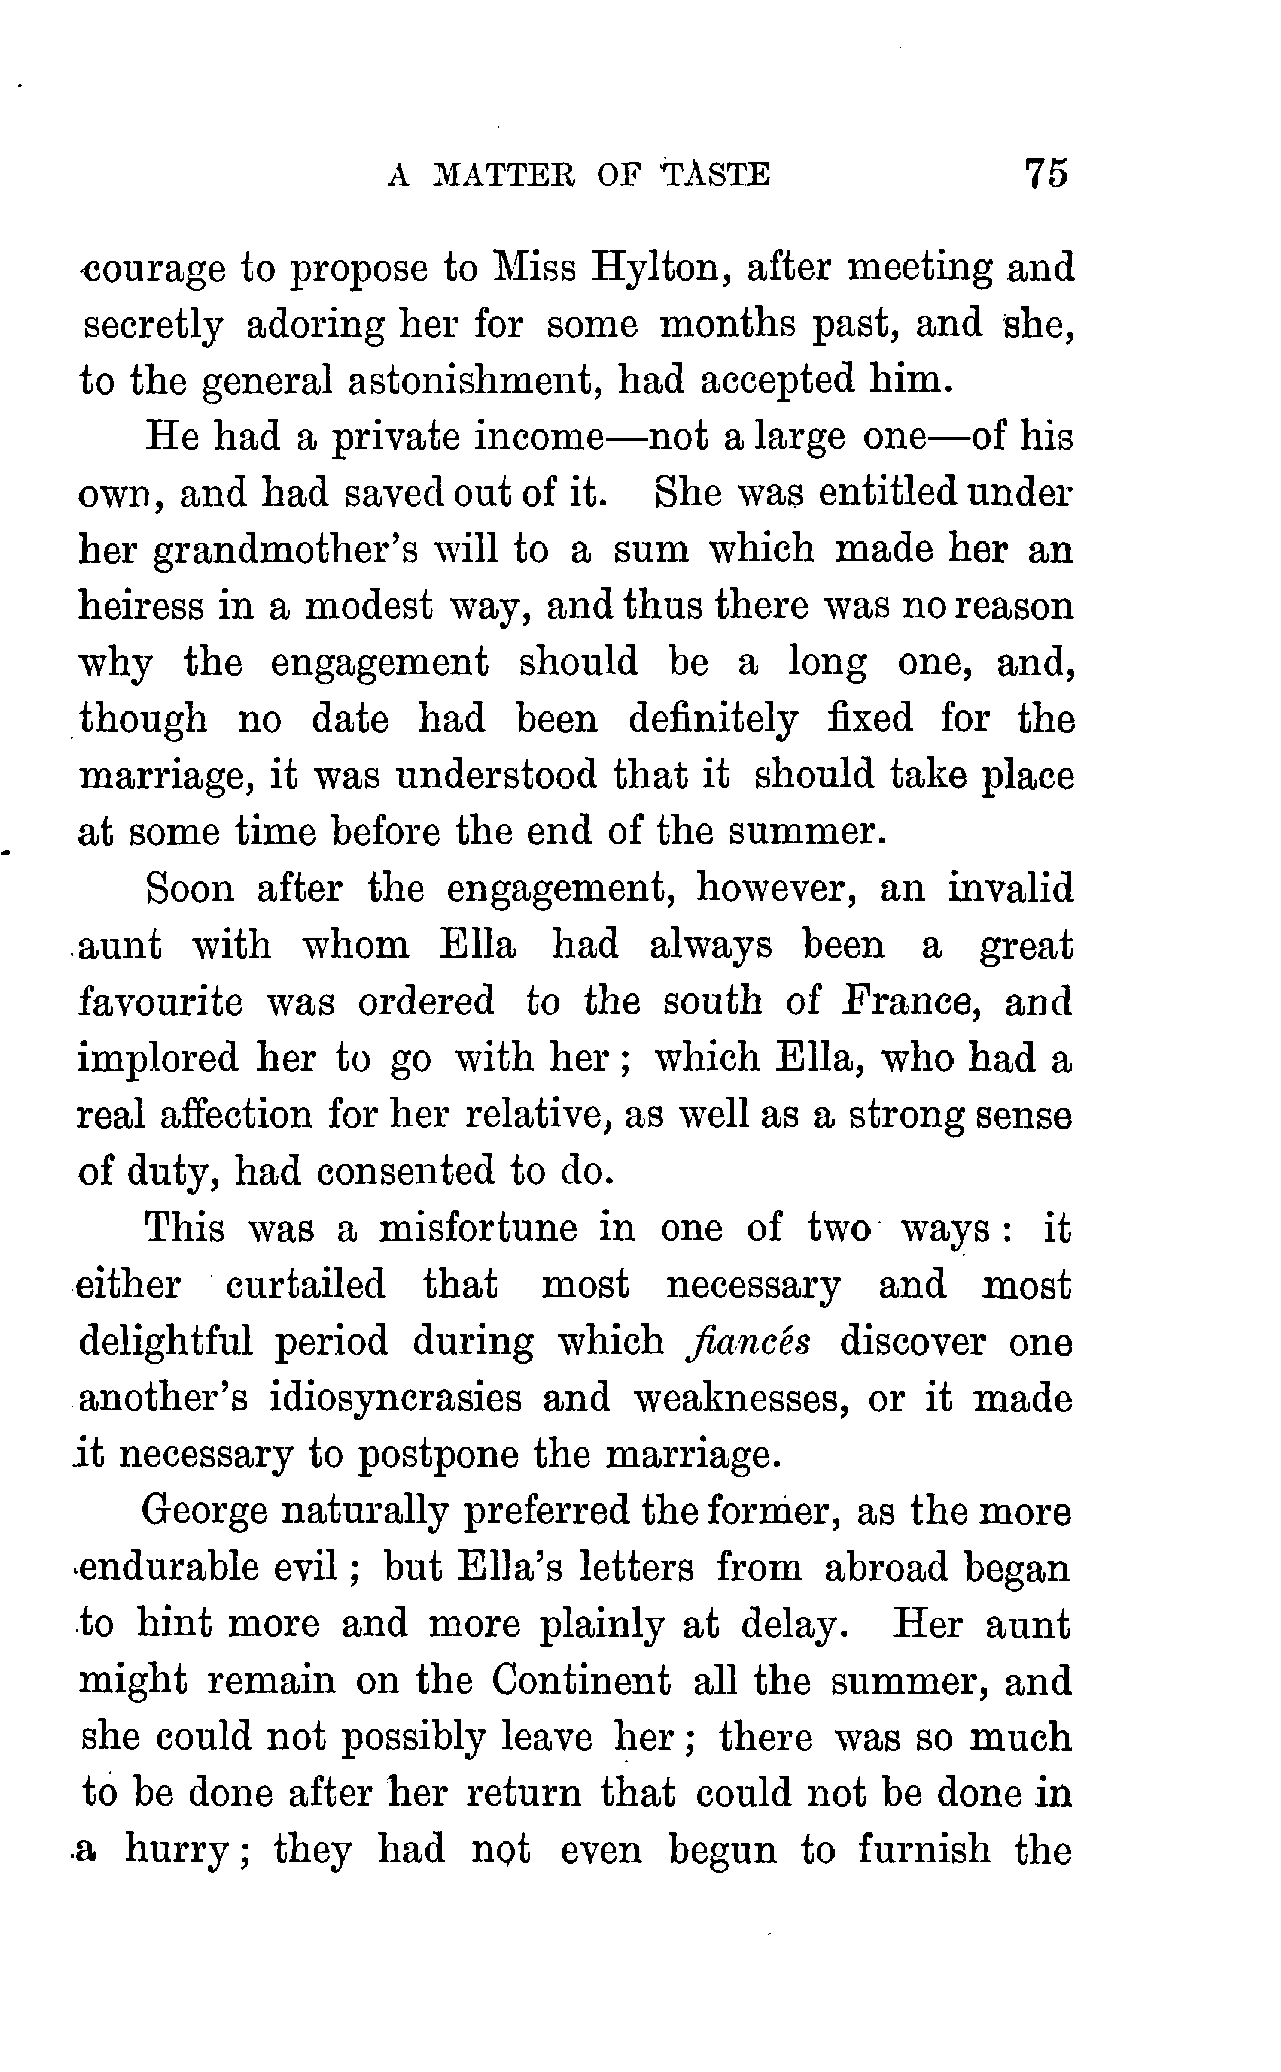 A MATTER OF TASTE 75
courage to propose to Miss Hylton, after meeting and
secretly adoring her for some months past, and she,
to the general astonishment, had accepted him.
He had a private income—not a large one—of his
own, and had saved out of it. She was entitled under
her grandmother's will to a sum which made her an
heiress in a modest way, and thus there was no reason
why the engagement should be a long one, and,
though no date had been definitely fixed for the
marriage, it was understood that it should take place
at some time before the end of the summer.
Soon after the engagement, however, an invalid
aunt with whom Ella had always been a great
favourite was ordered to the south of France, and
implored her to go with her; which Ella, who had a
real affection for her relative, as well as a strong sense
of duty, had consented to do.
This was a misfortune in one of two ways: it
either curtailed that most necessary and most
delightful period during which fiancés discover one
another's idiosyncrasies and weaknesses, or it made
it necessary to postpone the marriage.
George naturally preferred the former, as the more
endurable evil; but Ella's letters from abroad began
to hint more and more plainly at delay. Her aunt
might remain on the Continent all the summer, and
she could not possibly leave her; there was so much
to be done after her return that could not be done in
a hurry; they had not even begun to furnish the